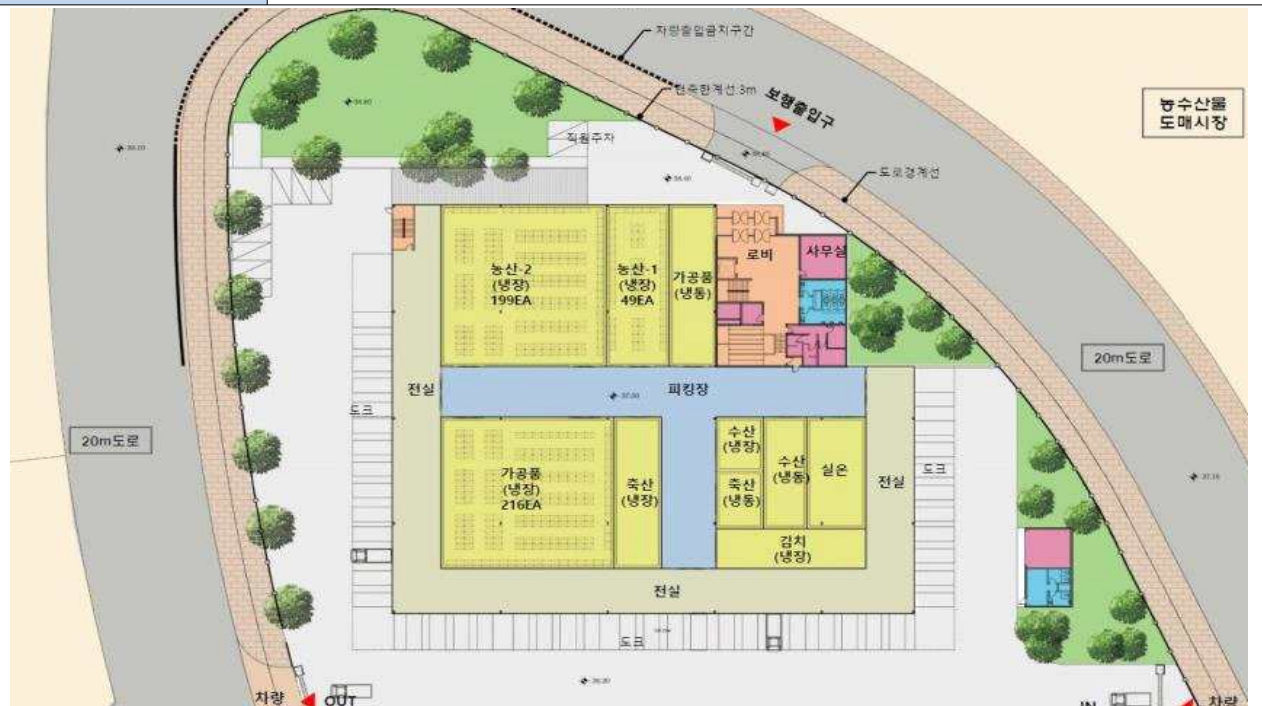 차량출입금지구간
건축한계선 3m
보행출입구
농수산물
도매시장
직원주차
도로경계선
농산-2
(냉장)
199EA
농산-1
(냉장)
49EA
가공품
(냉동)
로비
사무실
20m도로
전실
피킹장
도크
20m도로
가공품
(냉장)
216EA
축산
(냉장)
수산
(냉장)
축산
(냉동)
수산
(냉동)
실온
전실
도크
김치
(냉장)
전실
도크
차량
OUT
IN
차량